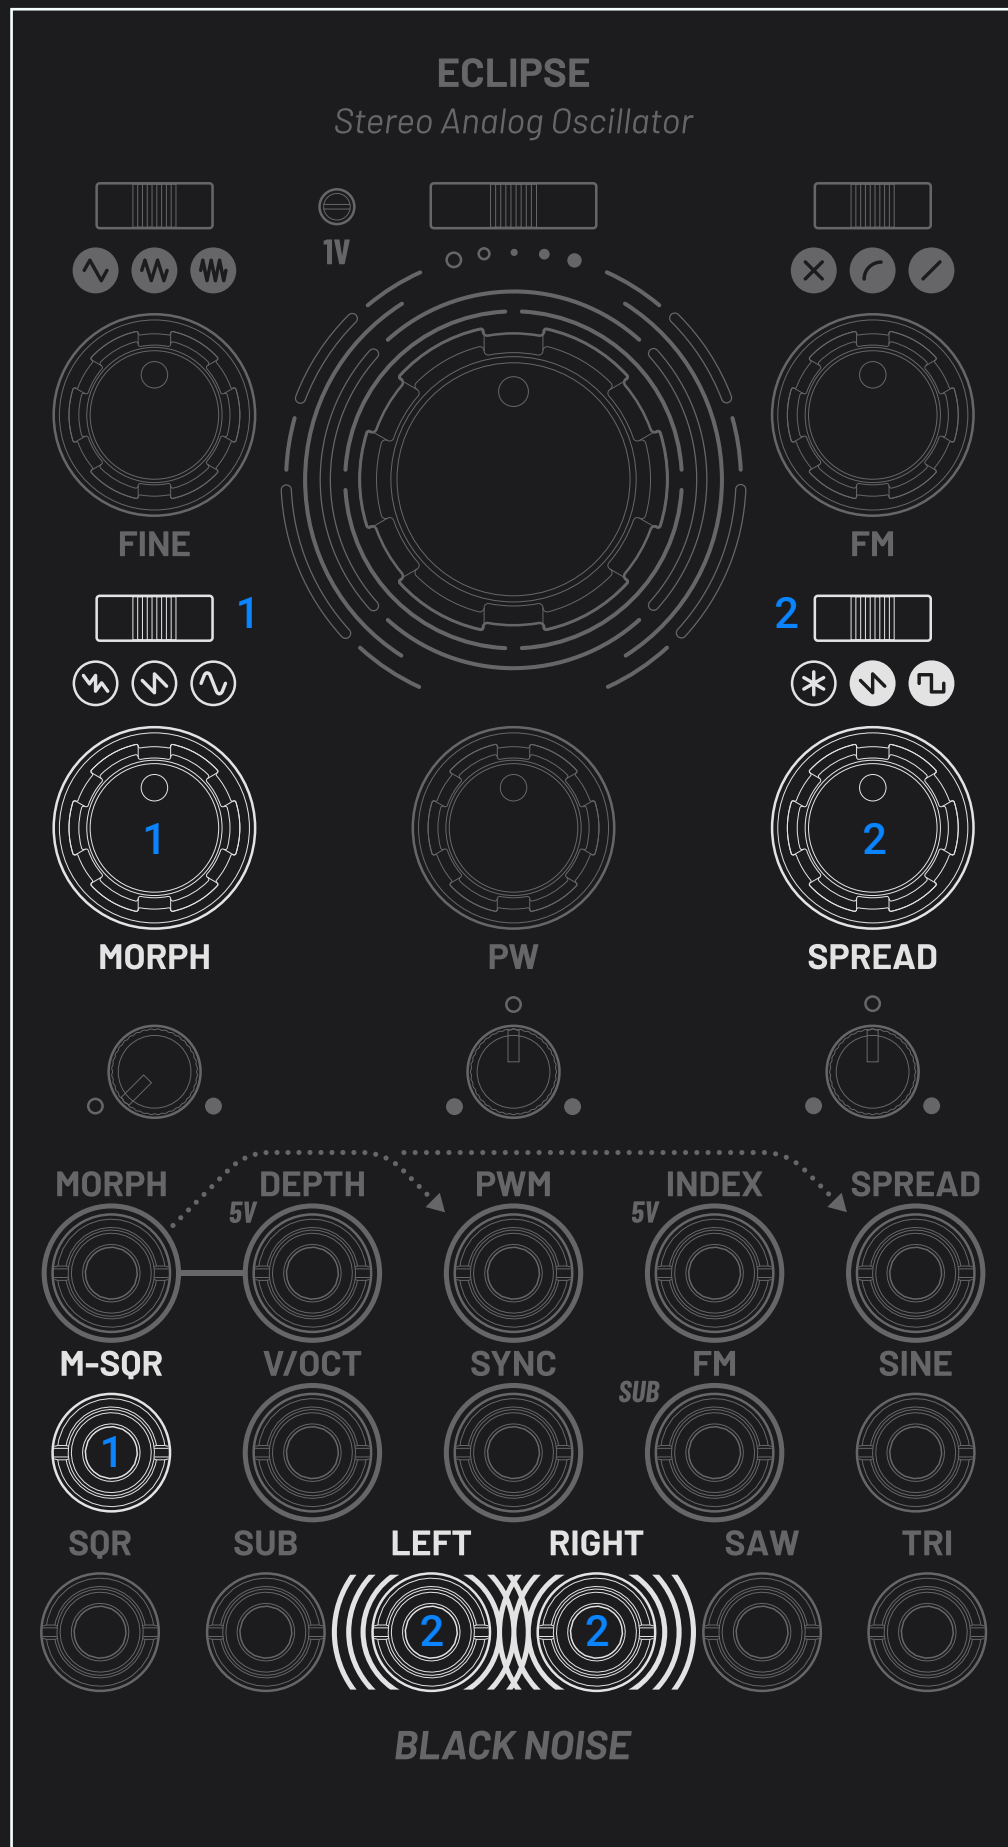 ECLIPSE
Stereo Analog Oscillator
1V
FINE FM
1 2
1 2
MORPH PW SPREAD
MORPH DEPTH PWM INDEX SPREAD
5V 5V
M-SQR V/OCT SYNC FM SINE
SUB
1
SQR SUB LEFT RIGHT SAW TRI
2 2
BLACK NOISE